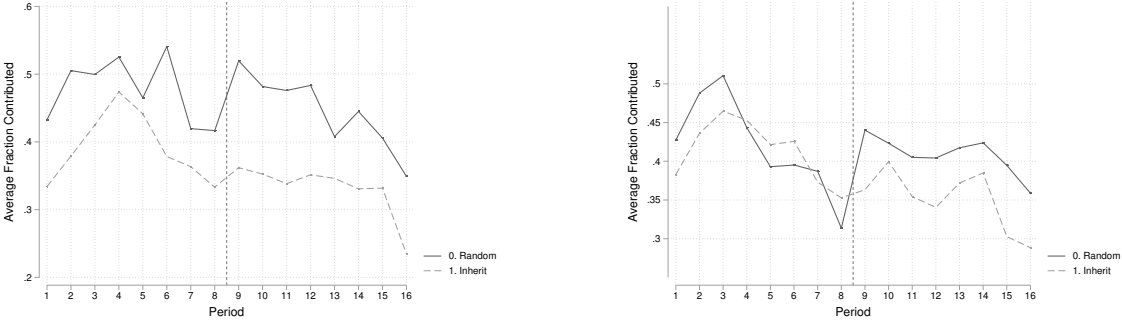 Average Fraction Contributed
.6
.5
.4
.3
.2
1 2 3 4 5 6 7 8 9 10 11 12 13 14 15 16
Period
0. Random
1. Inherit
Average Fraction Contributed
.5
.45
.4
.35
.3
1 2 3 4 5 6 7 8 9 10 11 12 13 14 15 16
Period
0. Random
1. Inherit